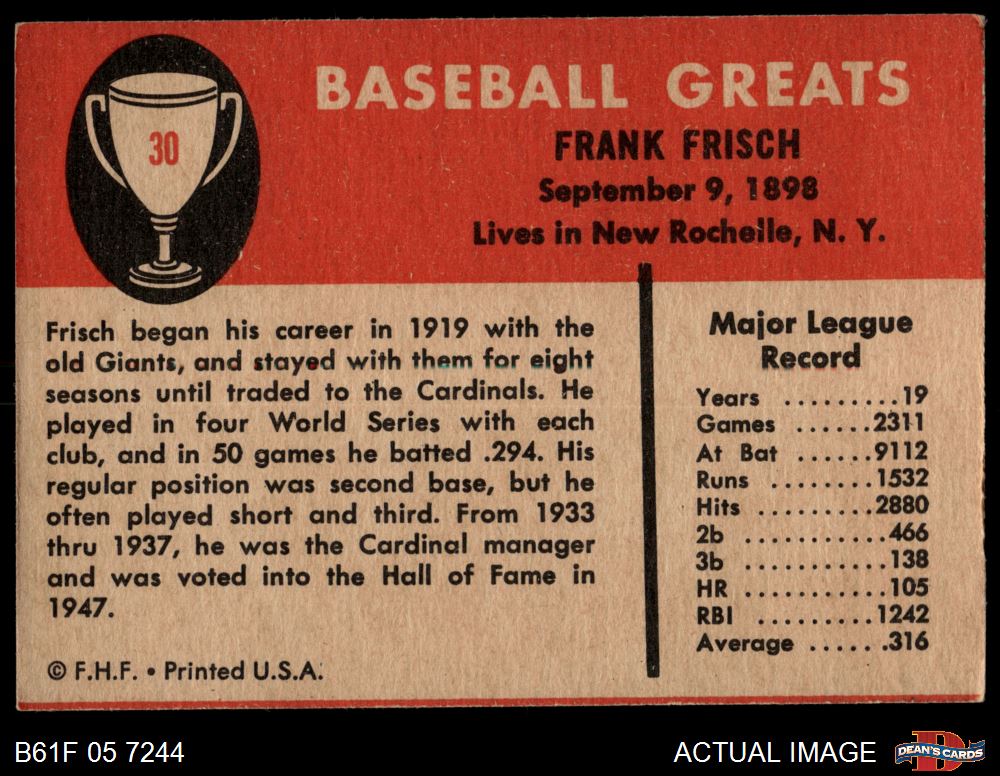 30
BASEBALL GREATS
FRANK FRISCH
September 9, 1898
Lives in New Rochelle, N. Y.
Frisch began his career in 1919 with the
old Giants, and stayed with them for eight
seasons until traded to the Cardinals. He
played in four World Series with each
club, and in 50 games he batted .294. His
regular position was second base, but he
often played short and third. From 1933
thru 1937, he was the Cardinal manager
and was voted into the Hall of Fame in
1947.
© F.H.F. • Printed U.S.A.
Major League
Record
Years .........19
Games ......2311
At Bat ......9112
Runs ........1532
Hits .........2880
2b ...........466
3b ...........138
HR ..........105
RBI .........1242
Average ......316
B61F 05 7244
ACTUAL IMAGE
D
DEAN'S CARDS